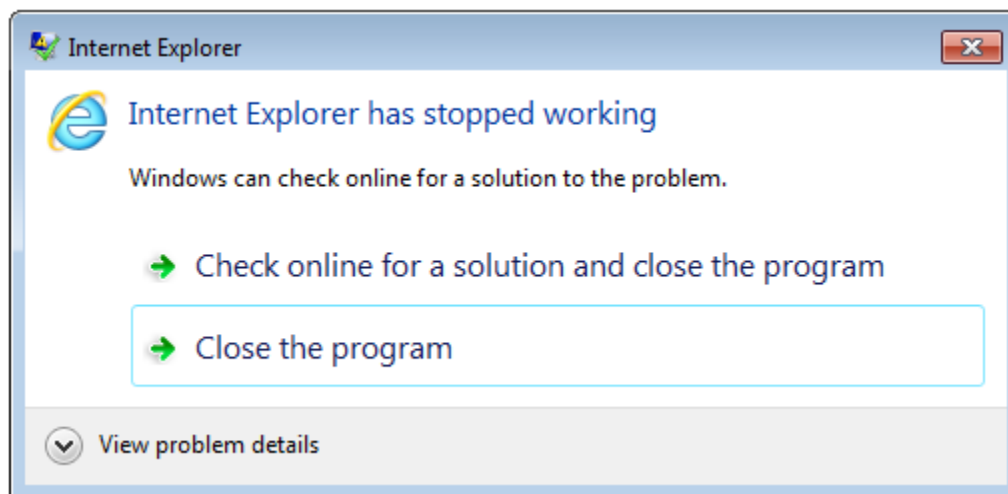 Internet Explorer
Internet Explorer has stopped working
Windows can check online for a solution to the problem.
Check online for a solution and close the program
Close the program
View problem details